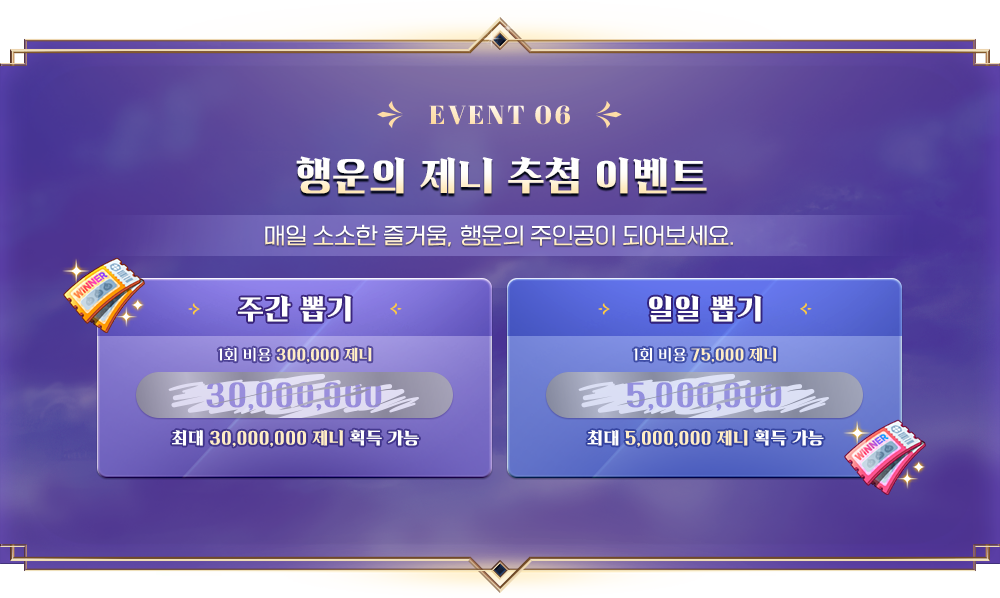 EVENT 06
행운의 제니 추첨 이벤트
매일 소소한 즐거움, 행운의 주인공이 되어보세요.
WINNER
주간 뽑기
1회 비용 300,000 제니
30,000,000
최대 30,000,000 제니 획득 가능
일일 뽑기
1회 비용 75,000 제니
5,000,000
최대 5,000,000 제니 획득 가능
WINNER